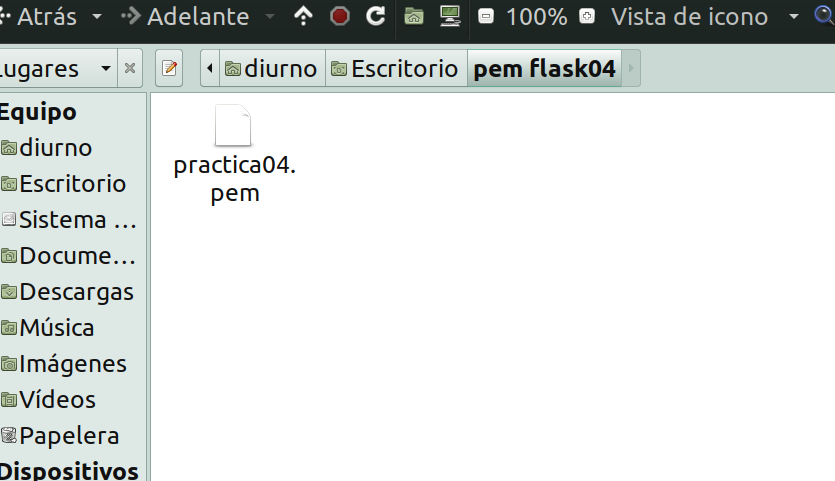 Atrás Adelante 100% Vista de icono
Lugares diurno Escritorio pem flask04
Equipo
diurno
Escritorio
Sistema …
Docume…
Descargas
Música
Imágenes
Vídeos
Papelera
Dispositivos
practica04.
pem